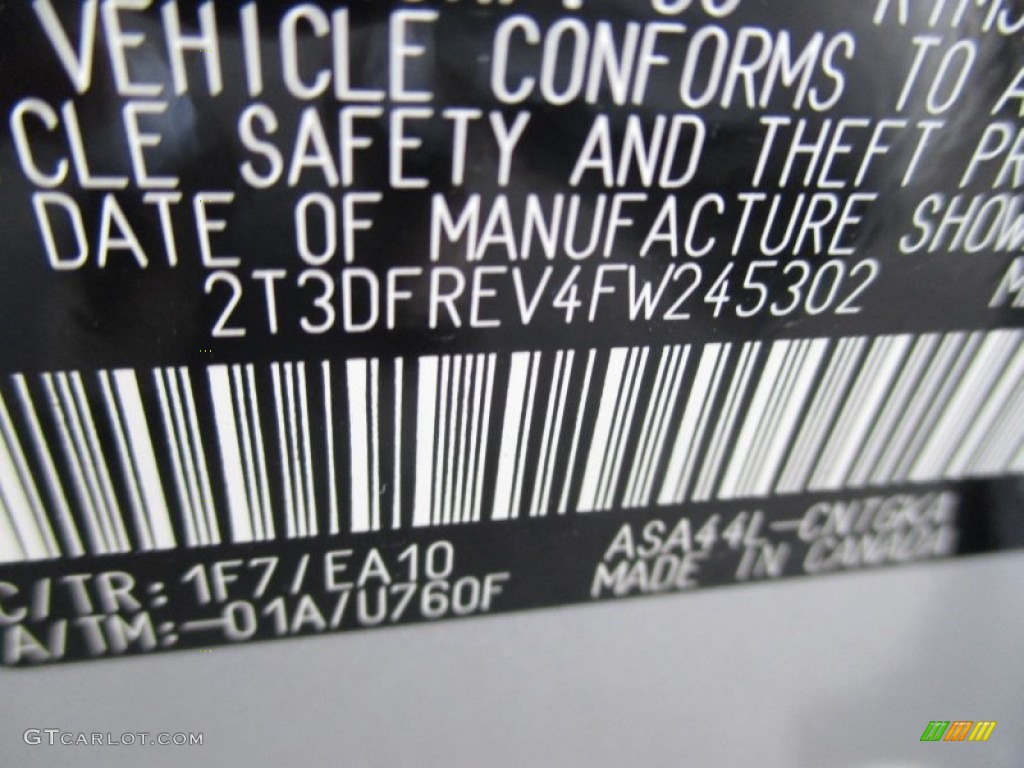 VEHICLE CONFORMS TO A
CLE SAFETY AND THEFT PR
DATE OF MANUFACTURE SHOW
2T3DFREV4FW245302 M
C/TR: 1F7/EA10 ASA44L-CNTGKA
A/TM:-01A/U760F MADE IN CANADA
GTCARLOT.COM